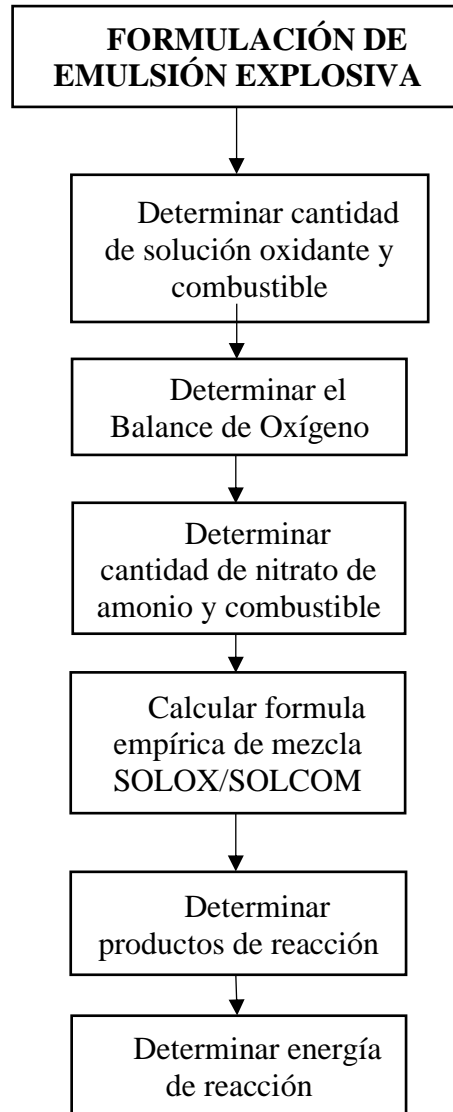 FORMULACIÓN DE
EMULSIÓN EXPLOSIVA
Determinar cantidad
de solución oxidante y
combustible
Determinar el
Balance de Oxígeno
Determinar
cantidad de nitrato de
amonio y combustible
Calcular formula
empírica de mezcla
SOLOX/SOLCOM
Determinar
productos de reacción
Determinar energía
de reacción